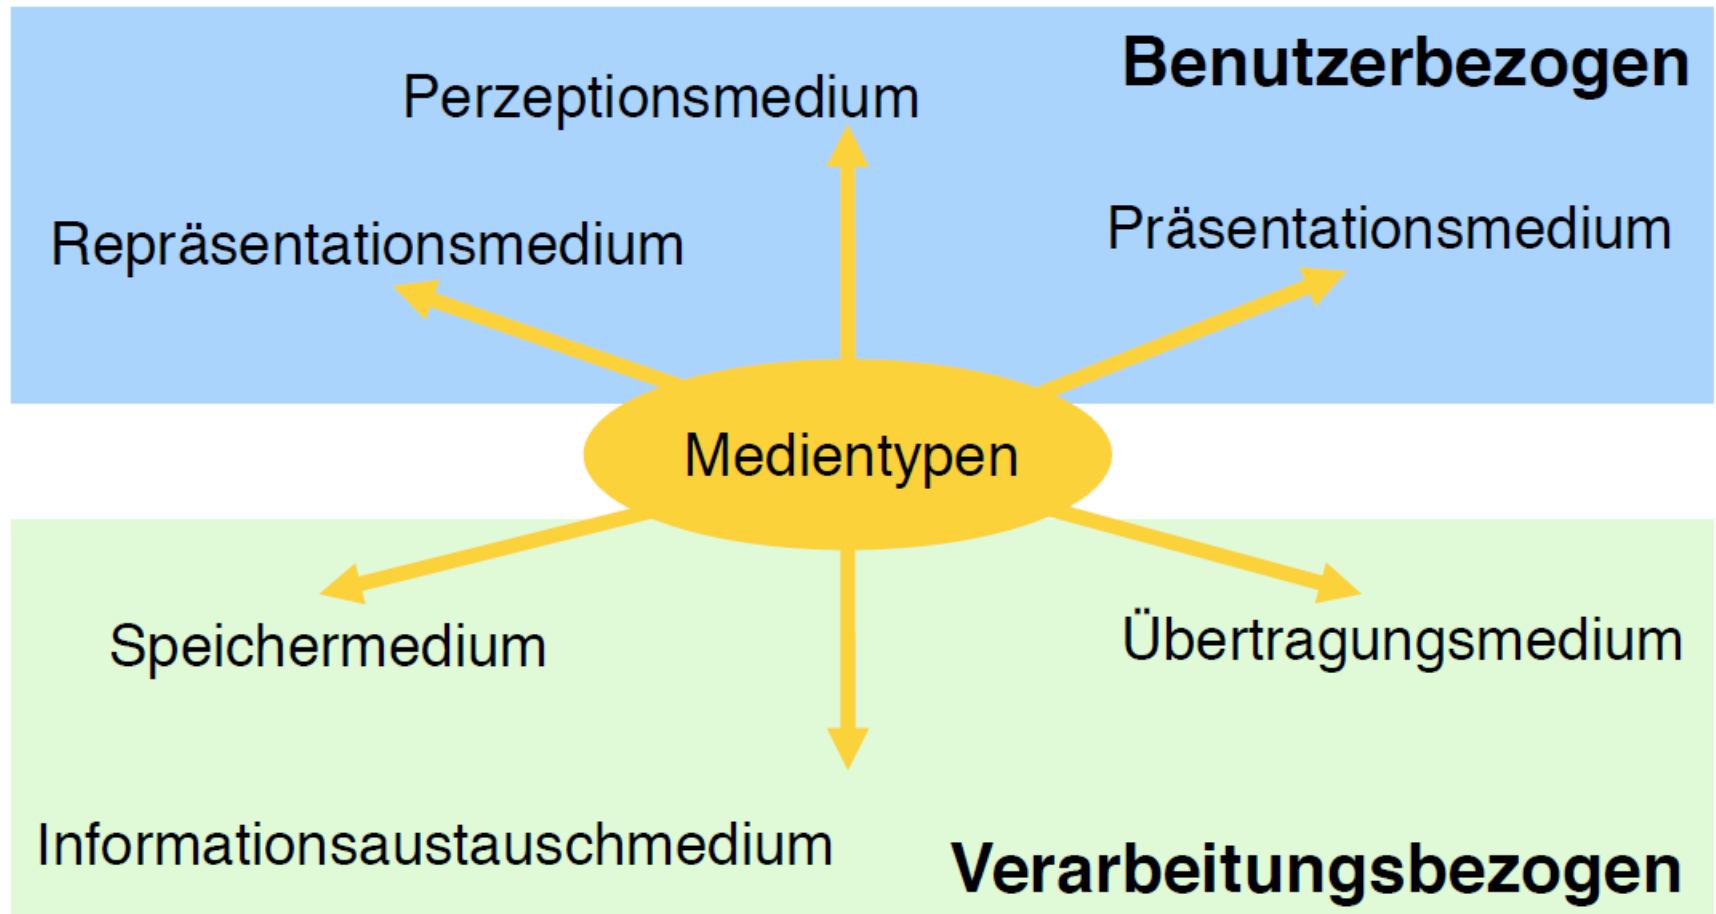 Benutzerbezogen
Perzeptionsmedium
Repräsentationsmedium
Präsentationsmedium
Medientypen
Speichermedium
Übertragungsmedium
Informationsaustauschmedium
Verarbeitungsbezogen